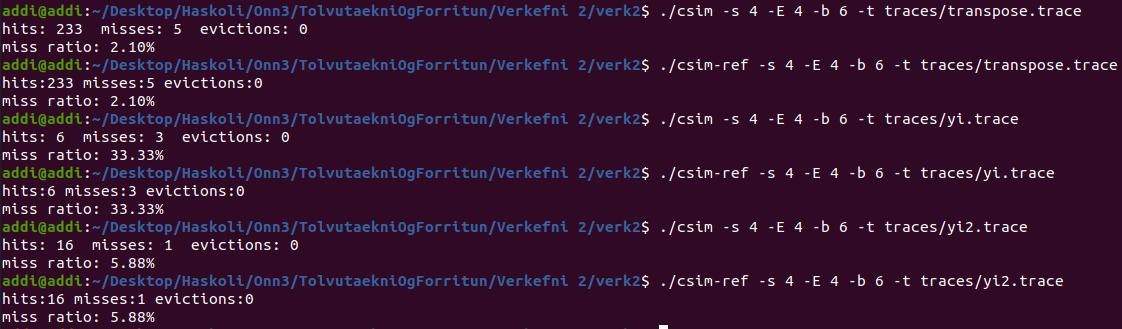 addi@addi:~/Desktop/Haskoli/Onn3/TolvutaekniOgForritun/Verkefni 2/verk2$ ./csim -s 4 -E 4 -b 6 -t traces/transpose.trace
hits: 233  misses: 5  evictions: 0
miss ratio: 2.10%
addi@addi:~/Desktop/Haskoli/Onn3/TolvutaekniOgForritun/Verkefni 2/verk2$ ./csim-ref -s 4 -E 4 -b 6 -t traces/transpose.trace
hits:233 misses:5 evictions:0
miss ratio: 2.10%
addi@addi:~/Desktop/Haskoli/Onn3/TolvutaekniOgForritun/Verkefni 2/verk2$ ./csim -s 4 -E 4 -b 6 -t traces/yi.trace
hits: 6  misses: 3  evictions: 0
miss ratio: 33.33%
addi@addi:~/Desktop/Haskoli/Onn3/TolvutaekniOgForritun/Verkefni 2/verk2$ ./csim-ref -s 4 -E 4 -b 6 -t traces/yi.trace
hits:6 misses:3 evictions:0
miss ratio: 33.33%
addi@addi:~/Desktop/Haskoli/Onn3/TolvutaekniOgForritun/Verkefni 2/verk2$ ./csim -s 4 -E 4 -b 6 -t traces/yi2.trace
hits: 16  misses: 1  evictions: 0
miss ratio: 5.88%
addi@addi:~/Desktop/Haskoli/Onn3/TolvutaekniOgForritun/Verkefni 2/verk2$ ./csim-ref -s 4 -E 4 -b 6 -t traces/yi2.trace
hits:16 misses:1 evictions:0
miss ratio: 5.88%